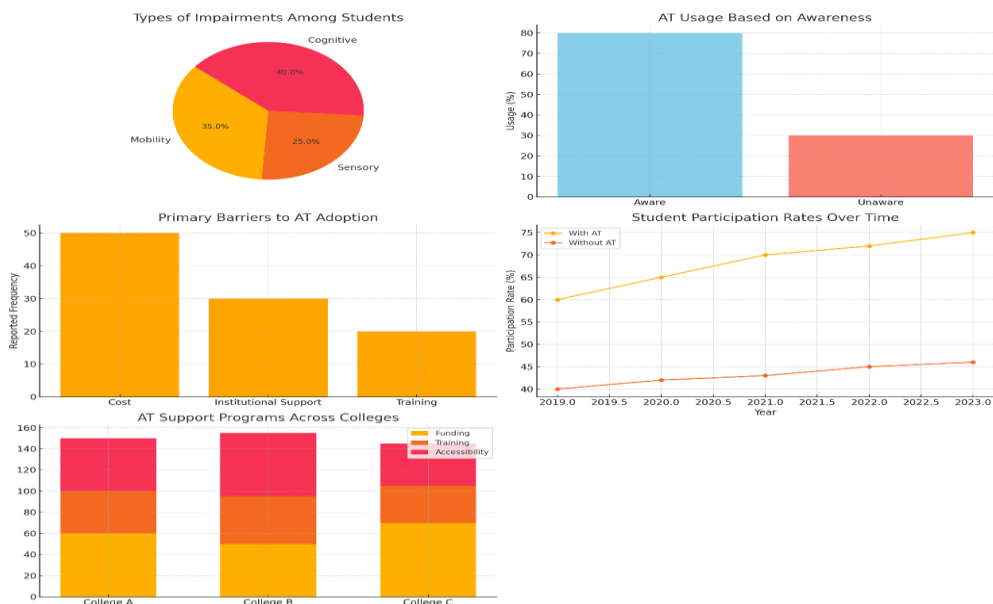 Types of Impairments Among Students
Cognitive
40.0%
35.0%
Mobility
25.0%
Sensory
AT Usage Based on Awareness
Usage (%)
80
70
60
50
40
30
20
10
0
Aware
Unaware
Primary Barriers to AT Adoption
Reported Frequency
50
40
30
20
10
0
Cost
Institutional Support
Training
Student Participation Rates Over Time
With AT
Without AT
Participation Rate (%)
75
70
65
60
55
50
45
40
2019.0
2019.5
2020.0
2020.5
2021.0
2021.5
2022.0
2022.5
2023.0
Year
AT Support Programs Across Colleges
Funding
Training
Accessibility
160
140
120
100
80
60
40
20
0
College A
College B
College C